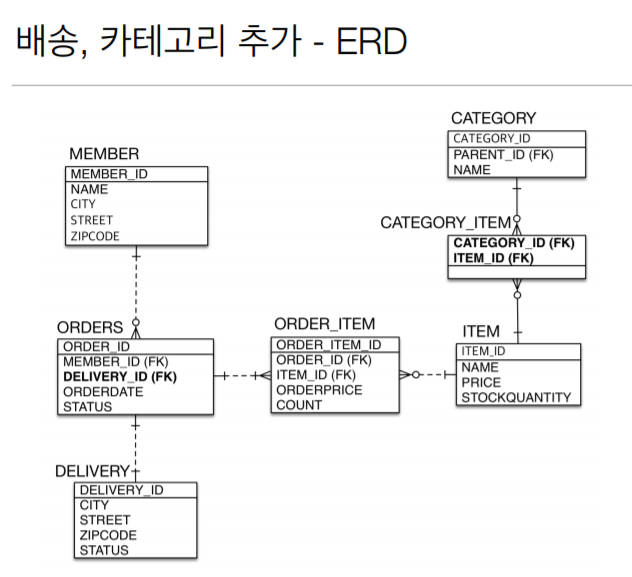 배송, 카테고리 추가 - ERD
CATEGORY
CATEGORY_ID
PARENT_ID (FK)
NAME
MEMBER
MEMBER_ID
NAME
CITY
STREET
ZIPCODE
CATEGORY_ITEM
CATEGORY_ID (FK)
ITEM_ID (FK)
ORDERS
ORDER_ID
MEMBER_ID (FK)
DELIVERY_ID (FK)
ORDERDATE
STATUS
ORDER_ITEM
ORDER_ITEM_ID
ORDER_ID (FK)
ITEM_ID (FK)
ORDERPRICE
COUNT
ITEM
ITEM_ID
NAME
PRICE
STOCKQUANTITY
DELIVERY
DELIVERY_ID
CITY
STREET
ZIPCODE
STATUS